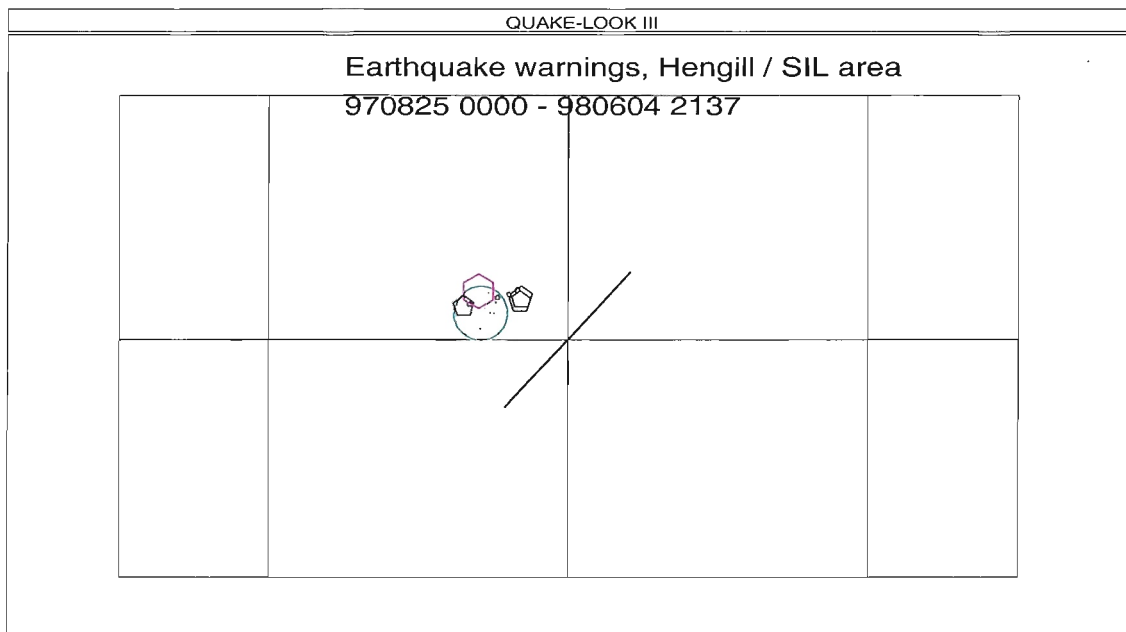 QUAKE-LOOK III
Earthquake warnings, Hengill / SIL area
970825 0000 - 980604 2137